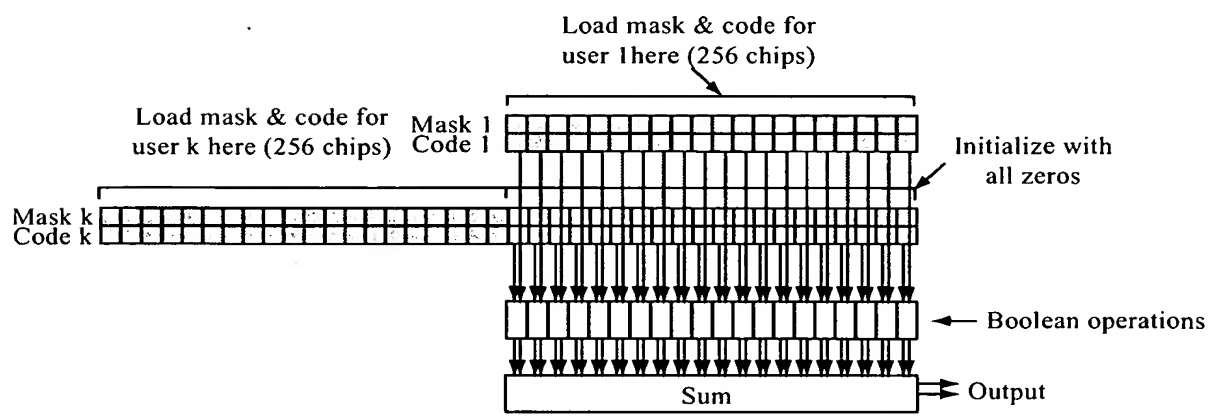 Load mask & code for
user 1here (256 chips)
Load mask & code for
user k here (256 chips)
Mask 1
Code 1
Initialize with
all zeros
Mask k
Code k
Boolean operations
Sum
Output